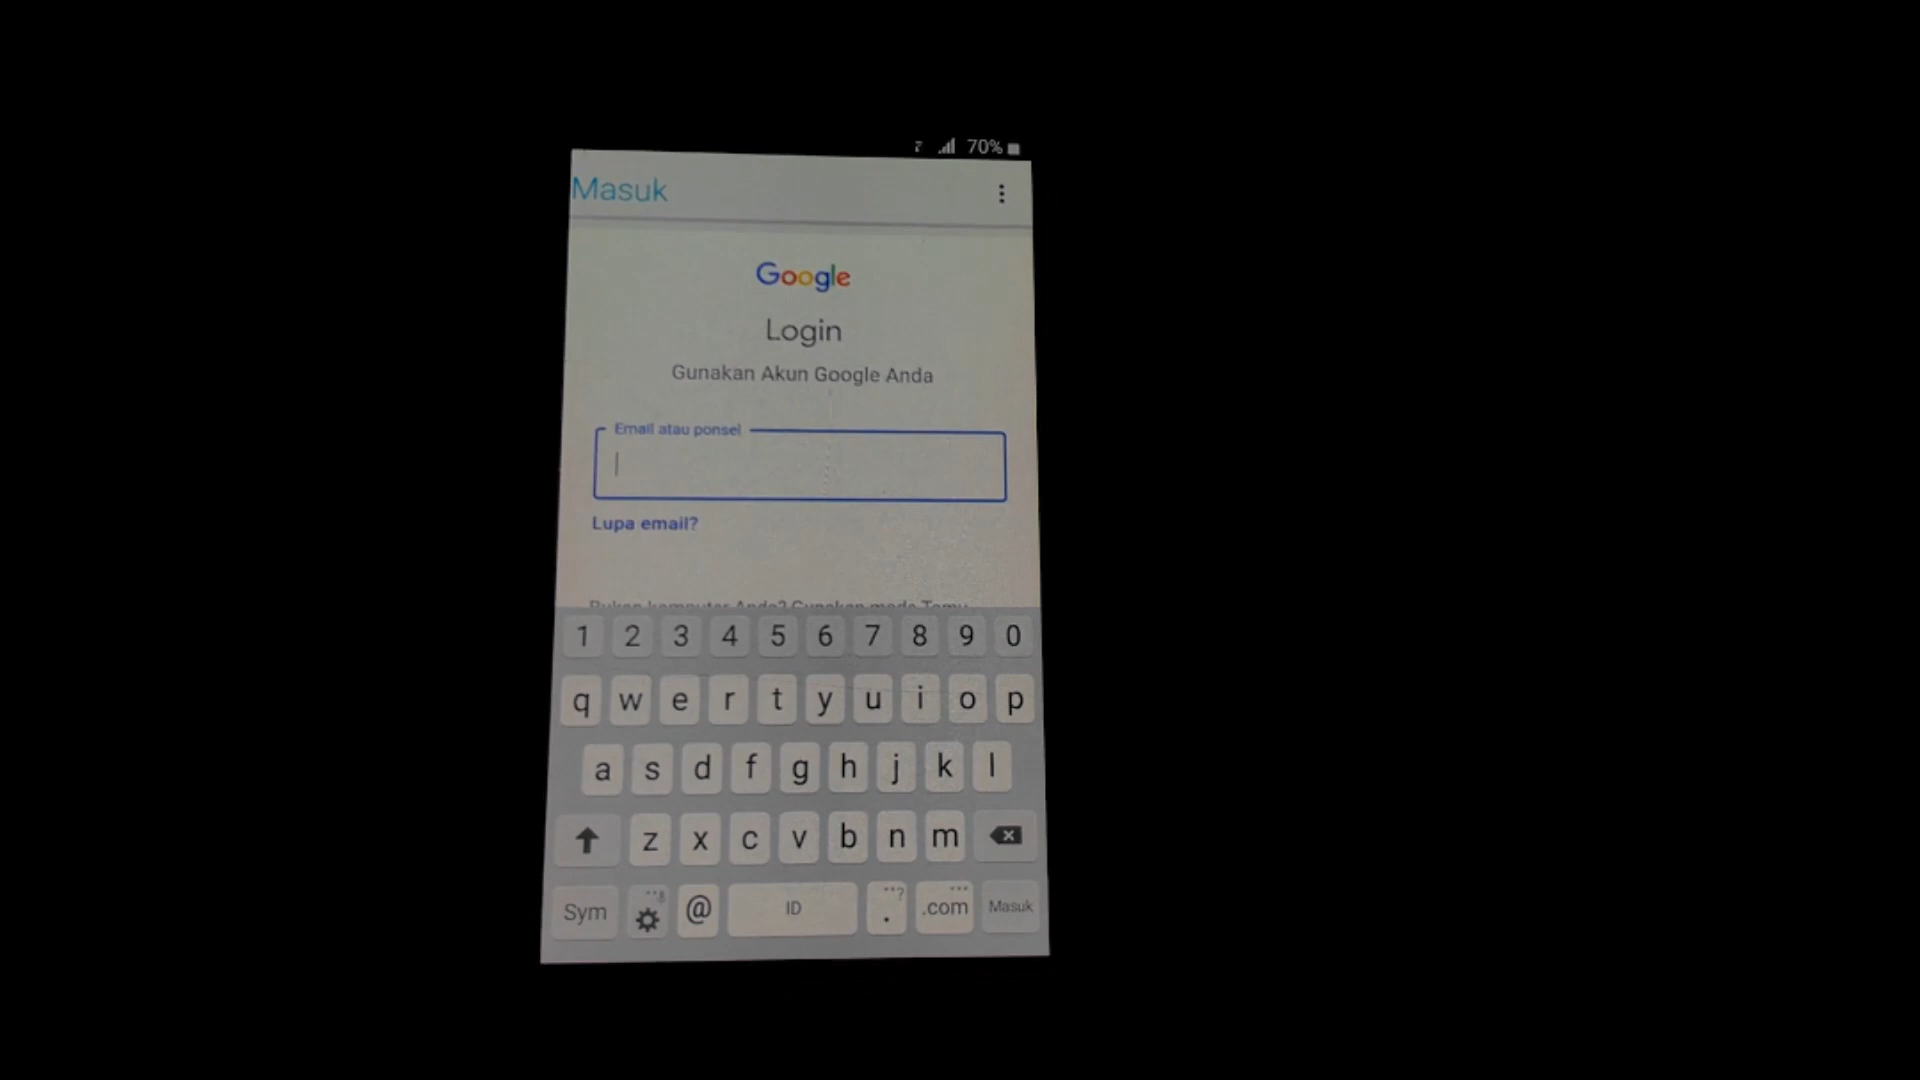 70%
Masuk
Google
Login
Gunakan Akun Google Anda
Email atau ponsel
Lupa email?
Bukan komputer Anda? Gunakan mode Tamu
1 2 3 4 5 6 7 8 9 0
q w e r t y u i o p
a s d f g h j k l
z x c v b n m
Sym @ ID . .com Masuk